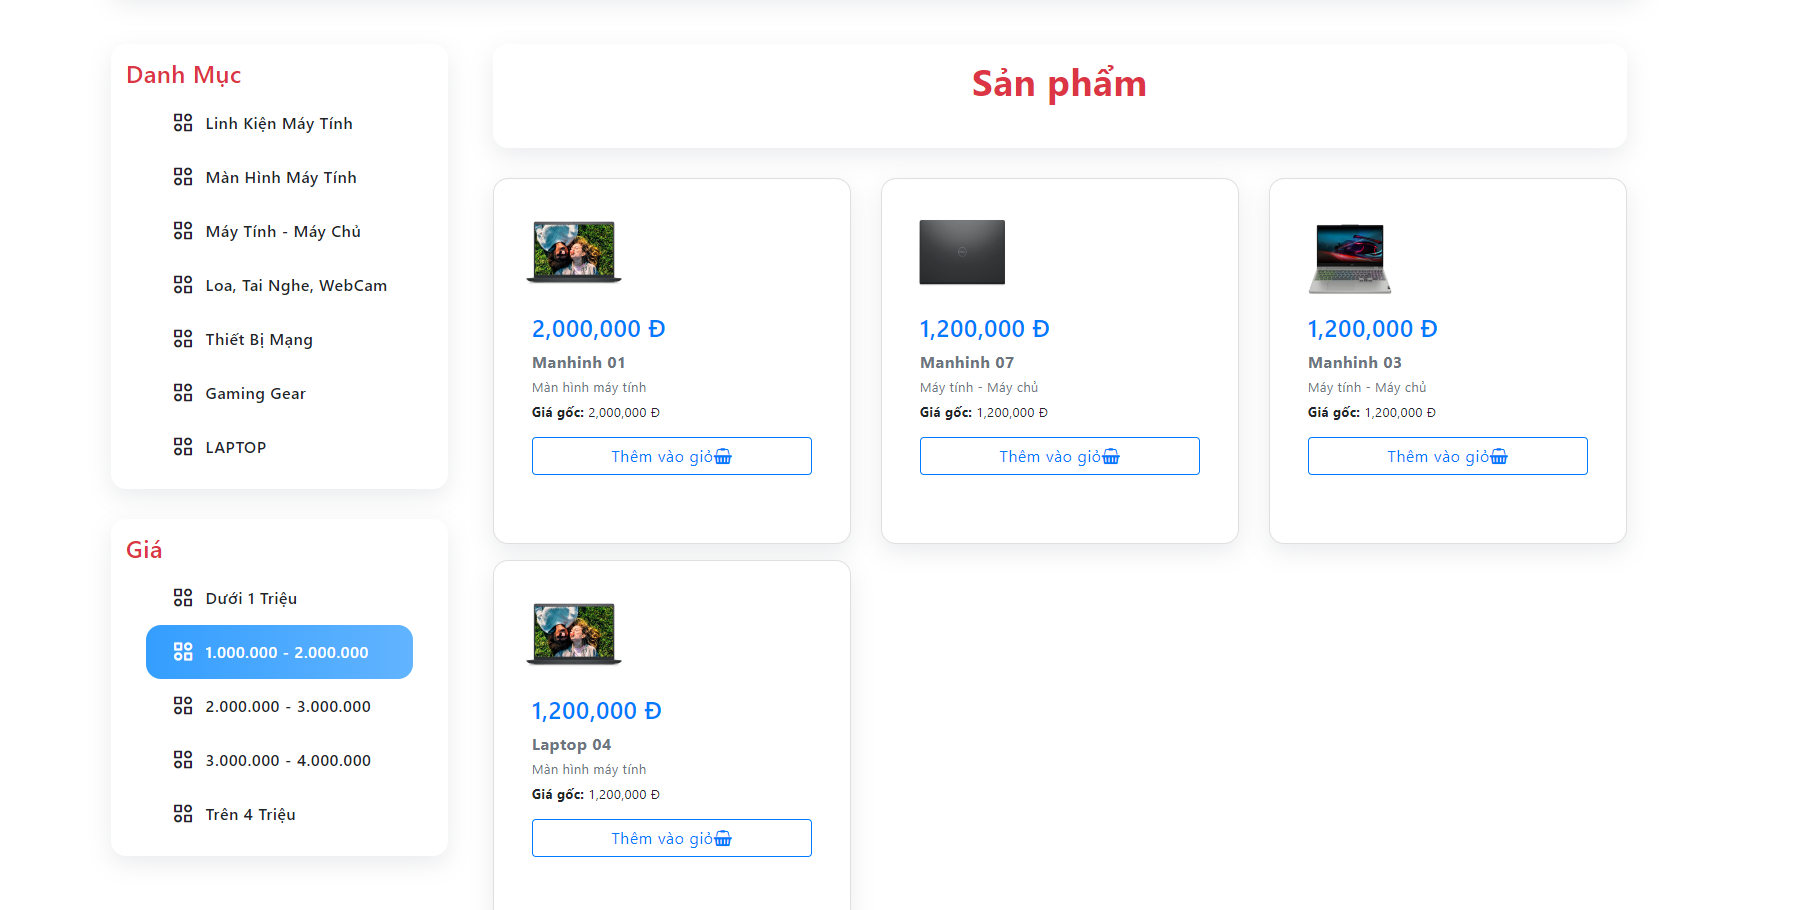 Danh Mục
Linh Kiện Máy Tính
Màn Hình Máy Tính
Máy Tính - Máy Chủ
Loa, Tai Nghe, WebCam
Thiết Bị Mạng
Gaming Gear
LAPTOP
Giá
Dưới 1 Triệu
1.000.000 - 2.000.000
2.000.000 - 3.000.000
3.000.000 - 4.000.000
Trên 4 Triệu
Sản phẩm
2,000,000 Đ
Manhinh 01
Màn hình máy tính
Giá gốc: 2,000,000 Đ
Thêm vào giỏ
1,200,000 Đ
Manhinh 07
Máy tính - Máy chủ
Giá gốc: 1,200,000 Đ
Thêm vào giỏ
1,200,000 Đ
Manhinh 03
Máy tính - Máy chủ
Giá gốc: 1,200,000 Đ
Thêm vào giỏ
1,200,000 Đ
Laptop 04
Màn hình máy tính
Giá gốc: 1,200,000 Đ
Thêm vào giỏ